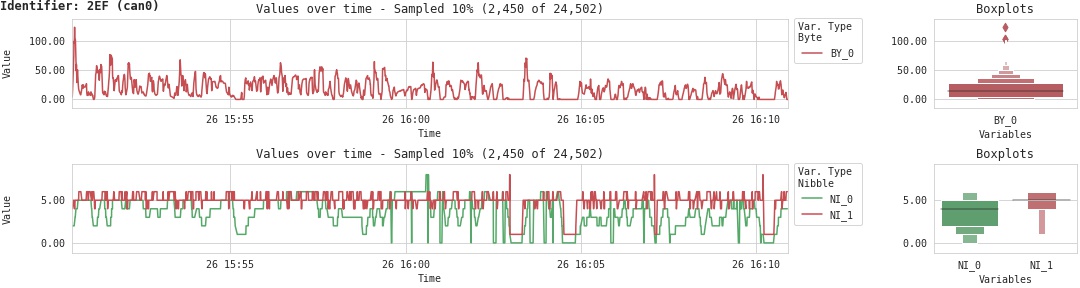 Identifier: 2EF (can0)
Values over time - Sampled 10% (2,450 of 24,502)
Boxplots
Value
100.00
50.00
0.00
26 15:55
26 16:00
26 16:05
26 16:10
Time
Var. Type
Byte
BY_0
100.00
50.00
0.00
BY_0
Variables
Values over time - Sampled 10% (2,450 of 24,502)
Boxplots
Value
5.00
0.00
26 15:55
26 16:00
26 16:05
26 16:10
Time
Var. Type
Nibble
NI_0
NI_1
5.00
0.00
NI_0
NI_1
Variables